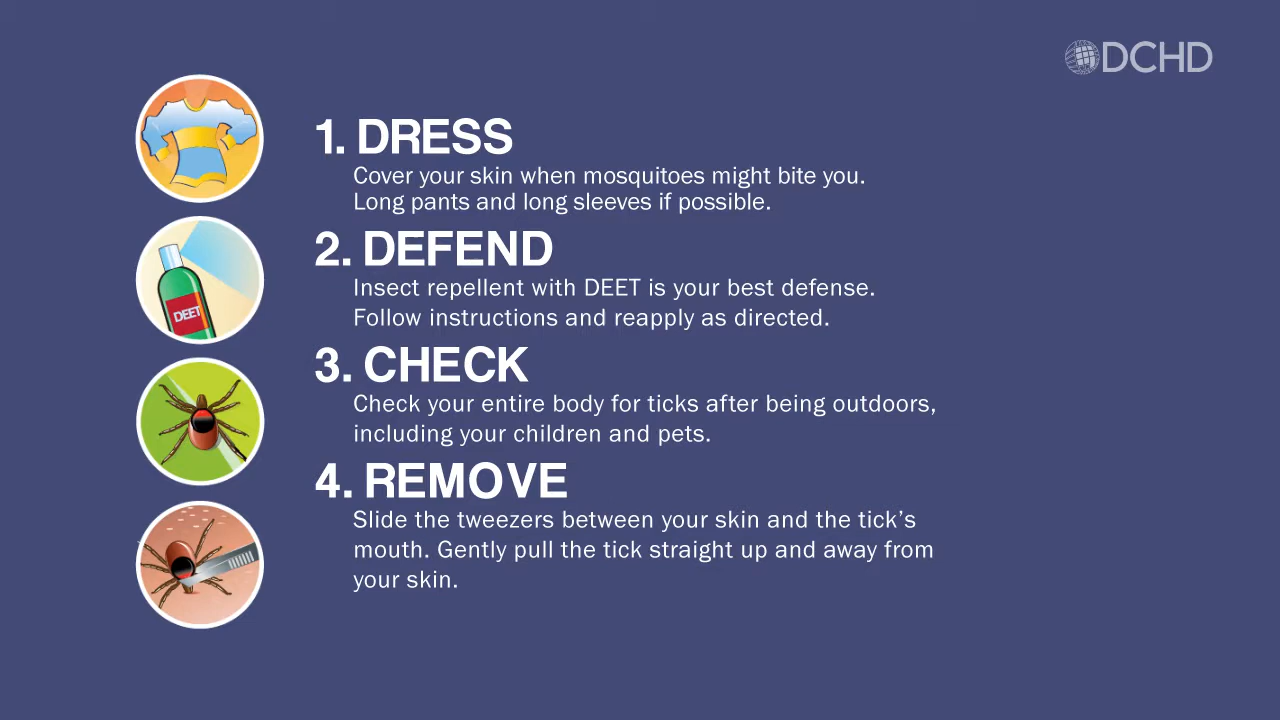 DCHD
1. DRESS
Cover your skin when mosquitoes might bite you.
Long pants and long sleeves if possible.
2. DEFEND
Insect repellent with DEET is your best defense.
Follow instructions and reapply as directed.
DEET
3. CHECK
Check your entire body for ticks after being outdoors,
including your children and pets.
4. REMOVE
Slide the tweezers between your skin and the tick’s
mouth. Gently pull the tick straight up and away from
your skin.